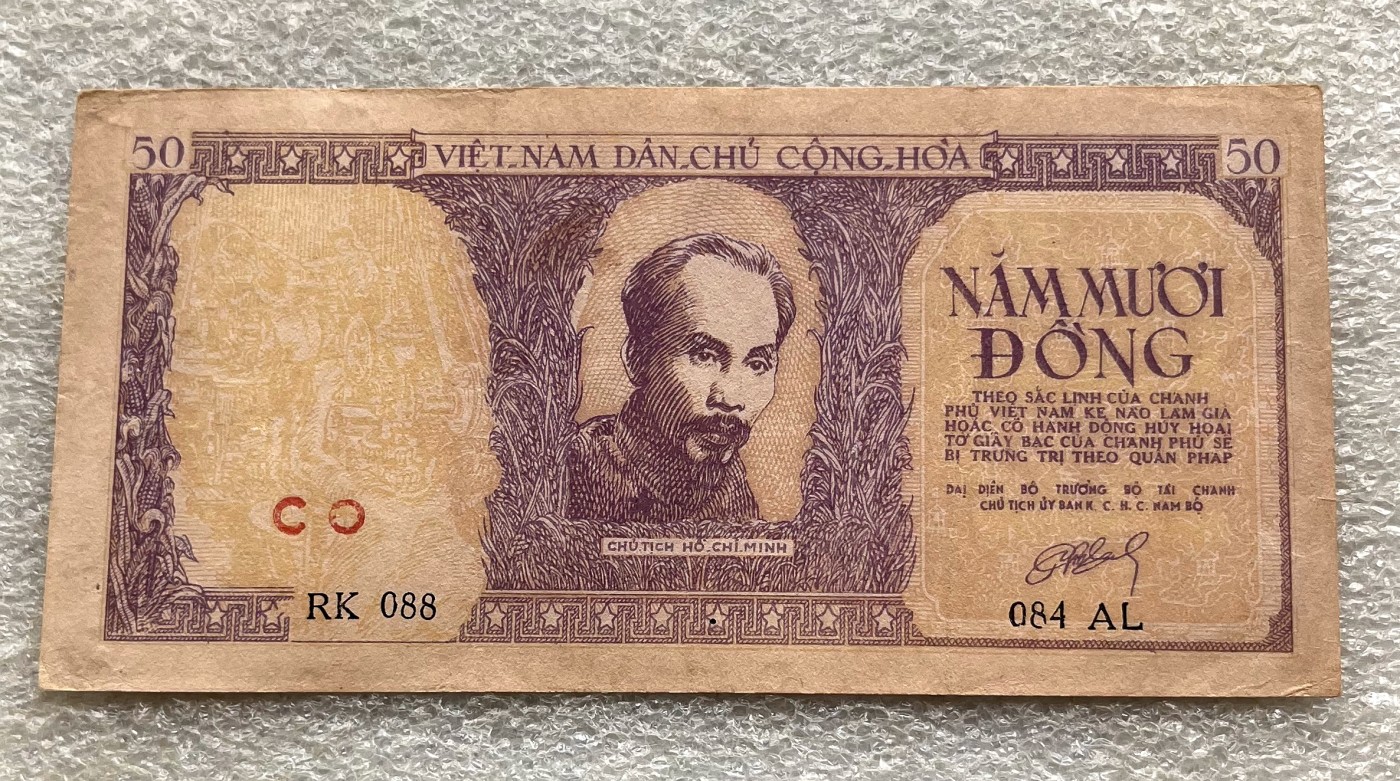 50 VIỆT NAM DÂN CHỦ CỘNG HÒA 50
NĂM MƯƠI
ĐỒNG
THEO SẮC LINH CỦA CHANH
PHỦ VIỆT NAM KẺ NÀO LÀM GIẢ
HOẶC CÓ HÀNH ĐỘNG HỦY HOẠI
TỜ GIẤY BẠC CỦA CHÁNH PHỦ SẼ
BỊ TRỪNG TRỊ THEO QUÂN PHÁP
ĐẠI DIỆN BỘ TRƯỞNG BỘ TÀI CHANH
CHỦ TỊCH ỦY BAN K. C. H. C. NAM BỘ
CHỦ TỊCH HỒ CHÍ MINH
RK 088
084 AL